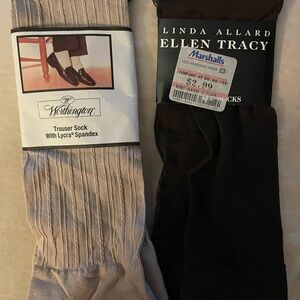 W
Worthington
Trouser Sock
With Lycra® Spandex
LINDA ALLARD
ELLEN TRACY
Marshalls
$2.99